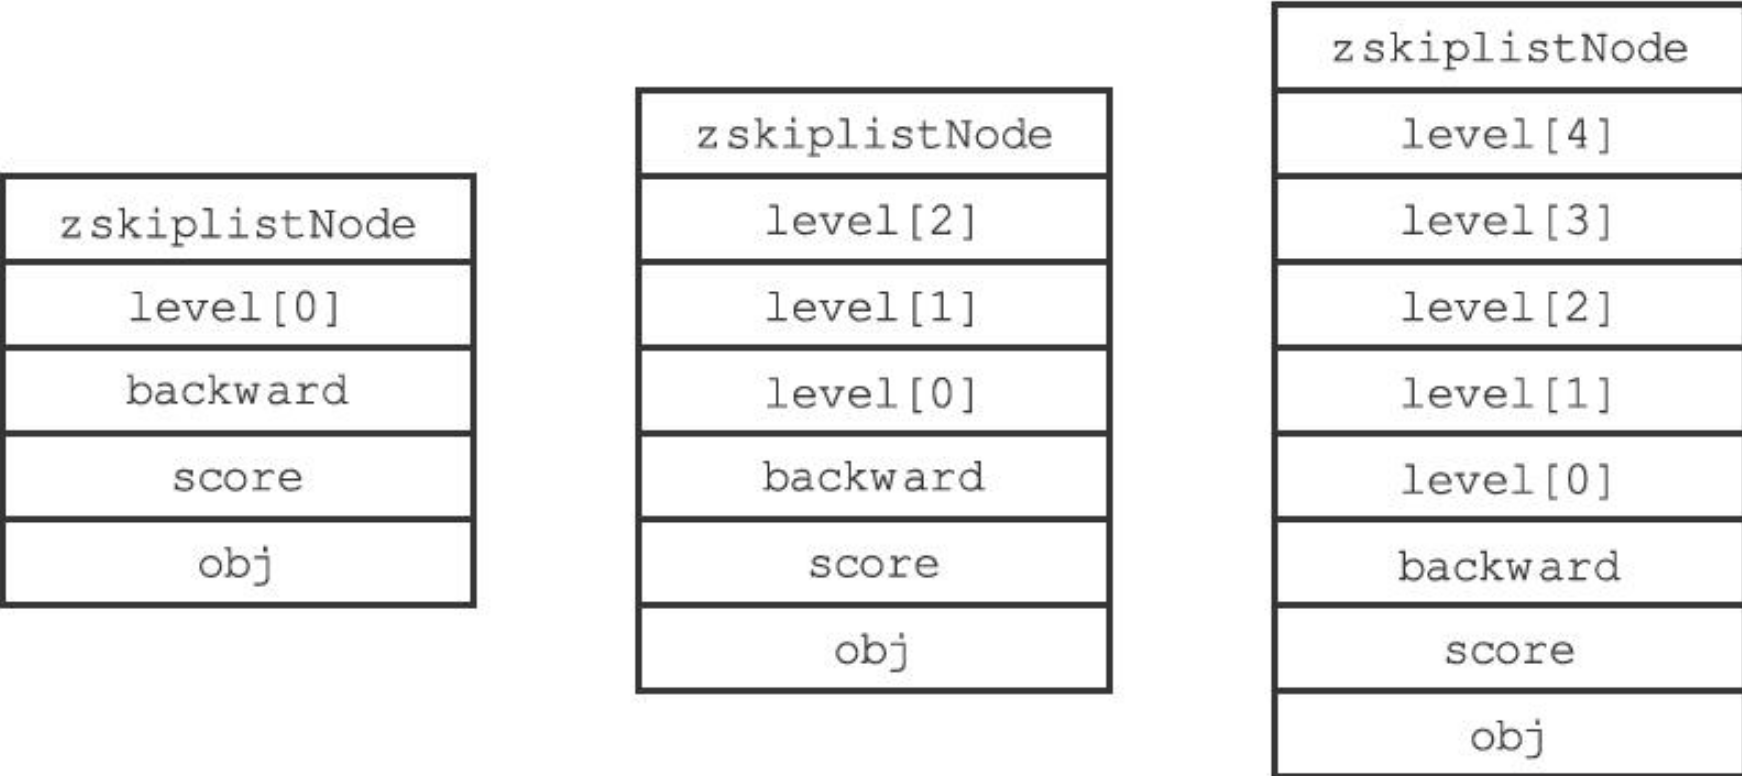 zskiplistNode
level[0]
backward
score
obj
zskiplistNode
level[2]
level[1]
level[0]
backward
score
obj
zskiplistNode
level[4]
level[3]
level[2]
level[1]
level[0]
backward
score
obj